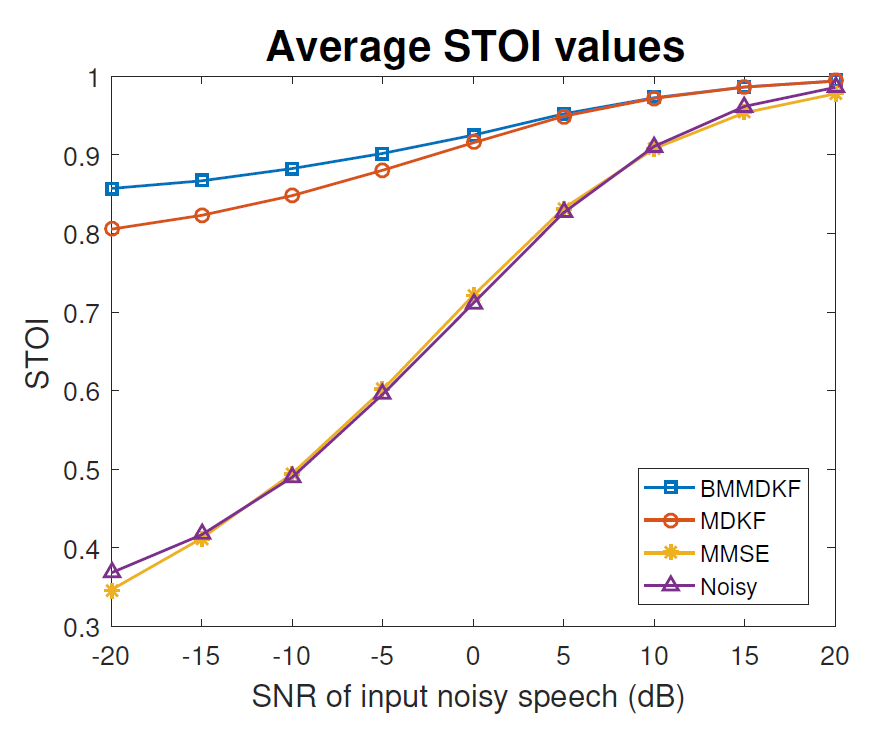 Average STOI values
1
0.9
0.8
0.7
0.6
0.5
0.4
0.3
STOI
BMMDKF
MDKF
MMSE
Noisy
-20 -15 -10 -5 0 5 10 15 20
SNR of input noisy speech (dB)